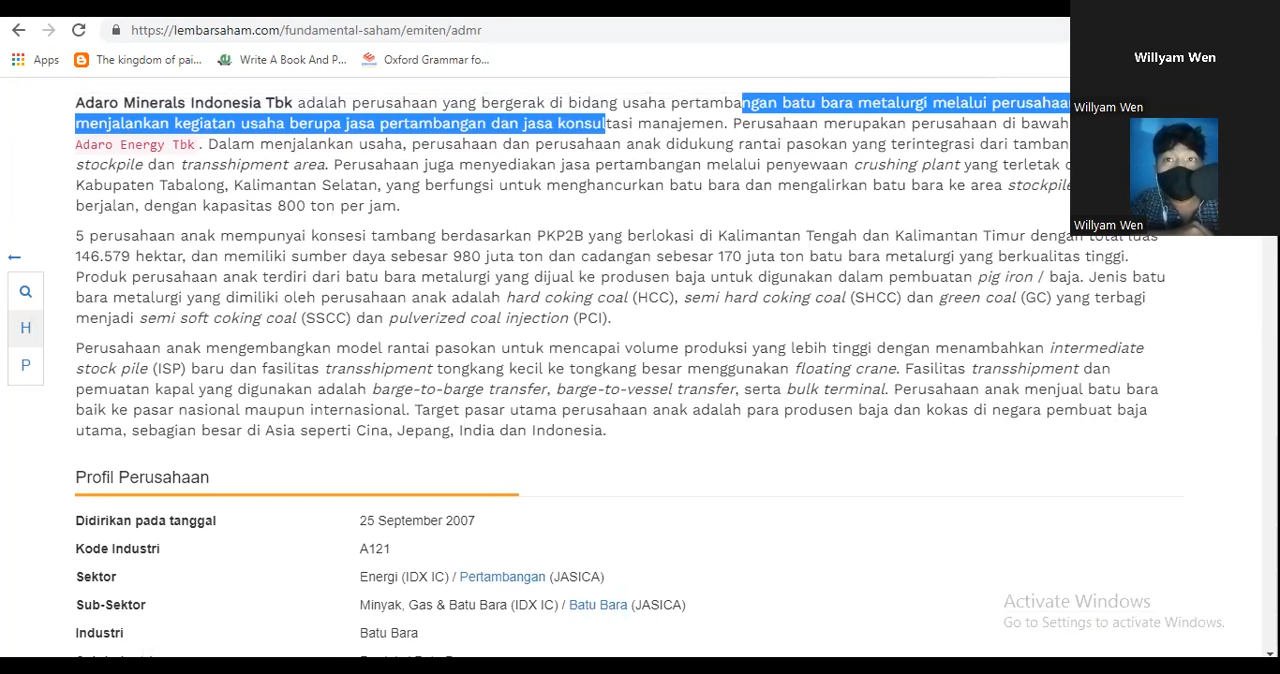 https://lembarsaham.com/fundamental-saham/emiten/admr
Apps
The kingdom of pai...
Write A Book And P...
Oxford Grammar fo...
Willyam Wen
Willyam Wen
Willyam Wen
Adaro Minerals Indonesia Tbk adalah perusahaan yang bergerak di bidang usaha pertambangan batu bara metalurgi melalui perusahaan
menjalankan kegiatan usaha berupa jasa pertambangan dan jasa konsultasi manajemen. Perusahaan merupakan perusahaan di bawah
Adaro Energy Tbk. Dalam menjalankan usaha, perusahaan dan perusahaan anak didukung rantai pasokan yang terintegrasi dari tamban
stockpile dan transshipment area. Perusahaan juga menyediakan jasa pertambangan melalui penyewaan crushing plant yang terletak d
Kabupaten Tabalong, Kalimantan Selatan, yang berfungsi untuk menghancurkan batu bara dan mengalirkan batu bara ke area stockpile
berjalan, dengan kapasitas 800 ton per jam.
5 perusahaan anak mempunyai konsesi tambang berdasarkan PKP2B yang berlokasi di Kalimantan Tengah dan Kalimantan Timur dengan total luas
146.579 hektar, dan memiliki sumber daya sebesar 980 juta ton dan cadangan sebesar 170 juta ton batu bara metalurgi yang berkualitas tinggi.
Produk perusahaan anak terdiri dari batu bara metalurgi yang dijual ke produsen baja untuk digunakan dalam pembuatan pig iron / baja. Jenis batu
bara metalurgi yang dimiliki oleh perusahaan anak adalah hard coking coal (HCC), semi hard coking coal (SHCC) dan green coal (GC) yang terbagi
menjadi semi soft coking coal (SSCC) dan pulverized coal injection (PCI).
Perusahaan anak mengembangkan model rantai pasokan untuk mencapai volume produksi yang lebih tinggi dengan menambahkan intermediate
stock pile (ISP) baru dan fasilitas transshipment tongkang kecil ke tongkang besar menggunakan floating crane. Fasilitas transshipment dan
pemuatan kapal yang digunakan adalah barge-to-barge transfer, barge-to-vessel transfer, serta bulk terminal. Perusahaan anak menjual batu bara
baik ke pasar nasional maupun internasional. Target pasar utama perusahaan anak adalah para produsen baja dan kokas di negara pembuat baja
utama, sebagian besar di Asia seperti Cina, Jepang, India dan Indonesia.
H
P
Profil Perusahaan
Didirikan pada tanggal 25 September 2007
Kode Industri A121
Sektor Energi (IDX IC) / Pertambangan (JASICA)
Sub-Sektor Minyak, Gas & Batu Bara (IDX IC) / Batu Bara (JASICA)
Industri Batu Bara
Activate Windows
Go to Settings to activate Windows.